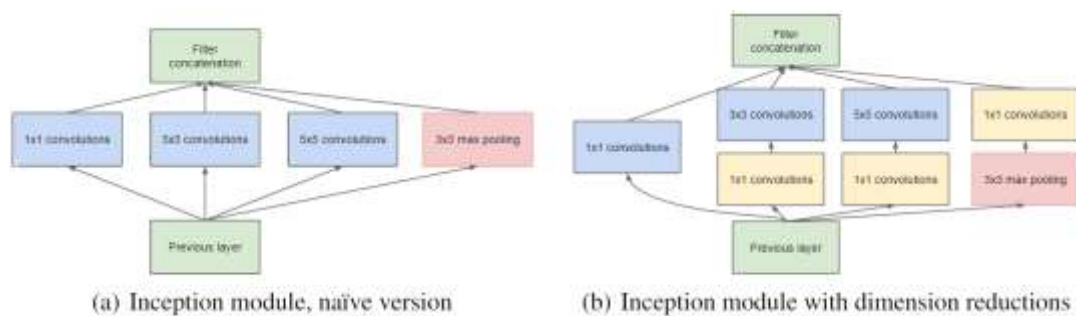 Filter
concatenation
1x1 convolutions
3x3 convolutions
5x5 convolutions
3x3 max pooling
Previous layer
(a) Inception module, naïve version
Filter
concatenation
3x3 convolutions
5x5 convolutions
1x1 convolutions
1x1 convolutions
1x1 convolutions
1x1 convolutions
3x3 max pooling
Previous layer
(b) Inception module with dimension reductions